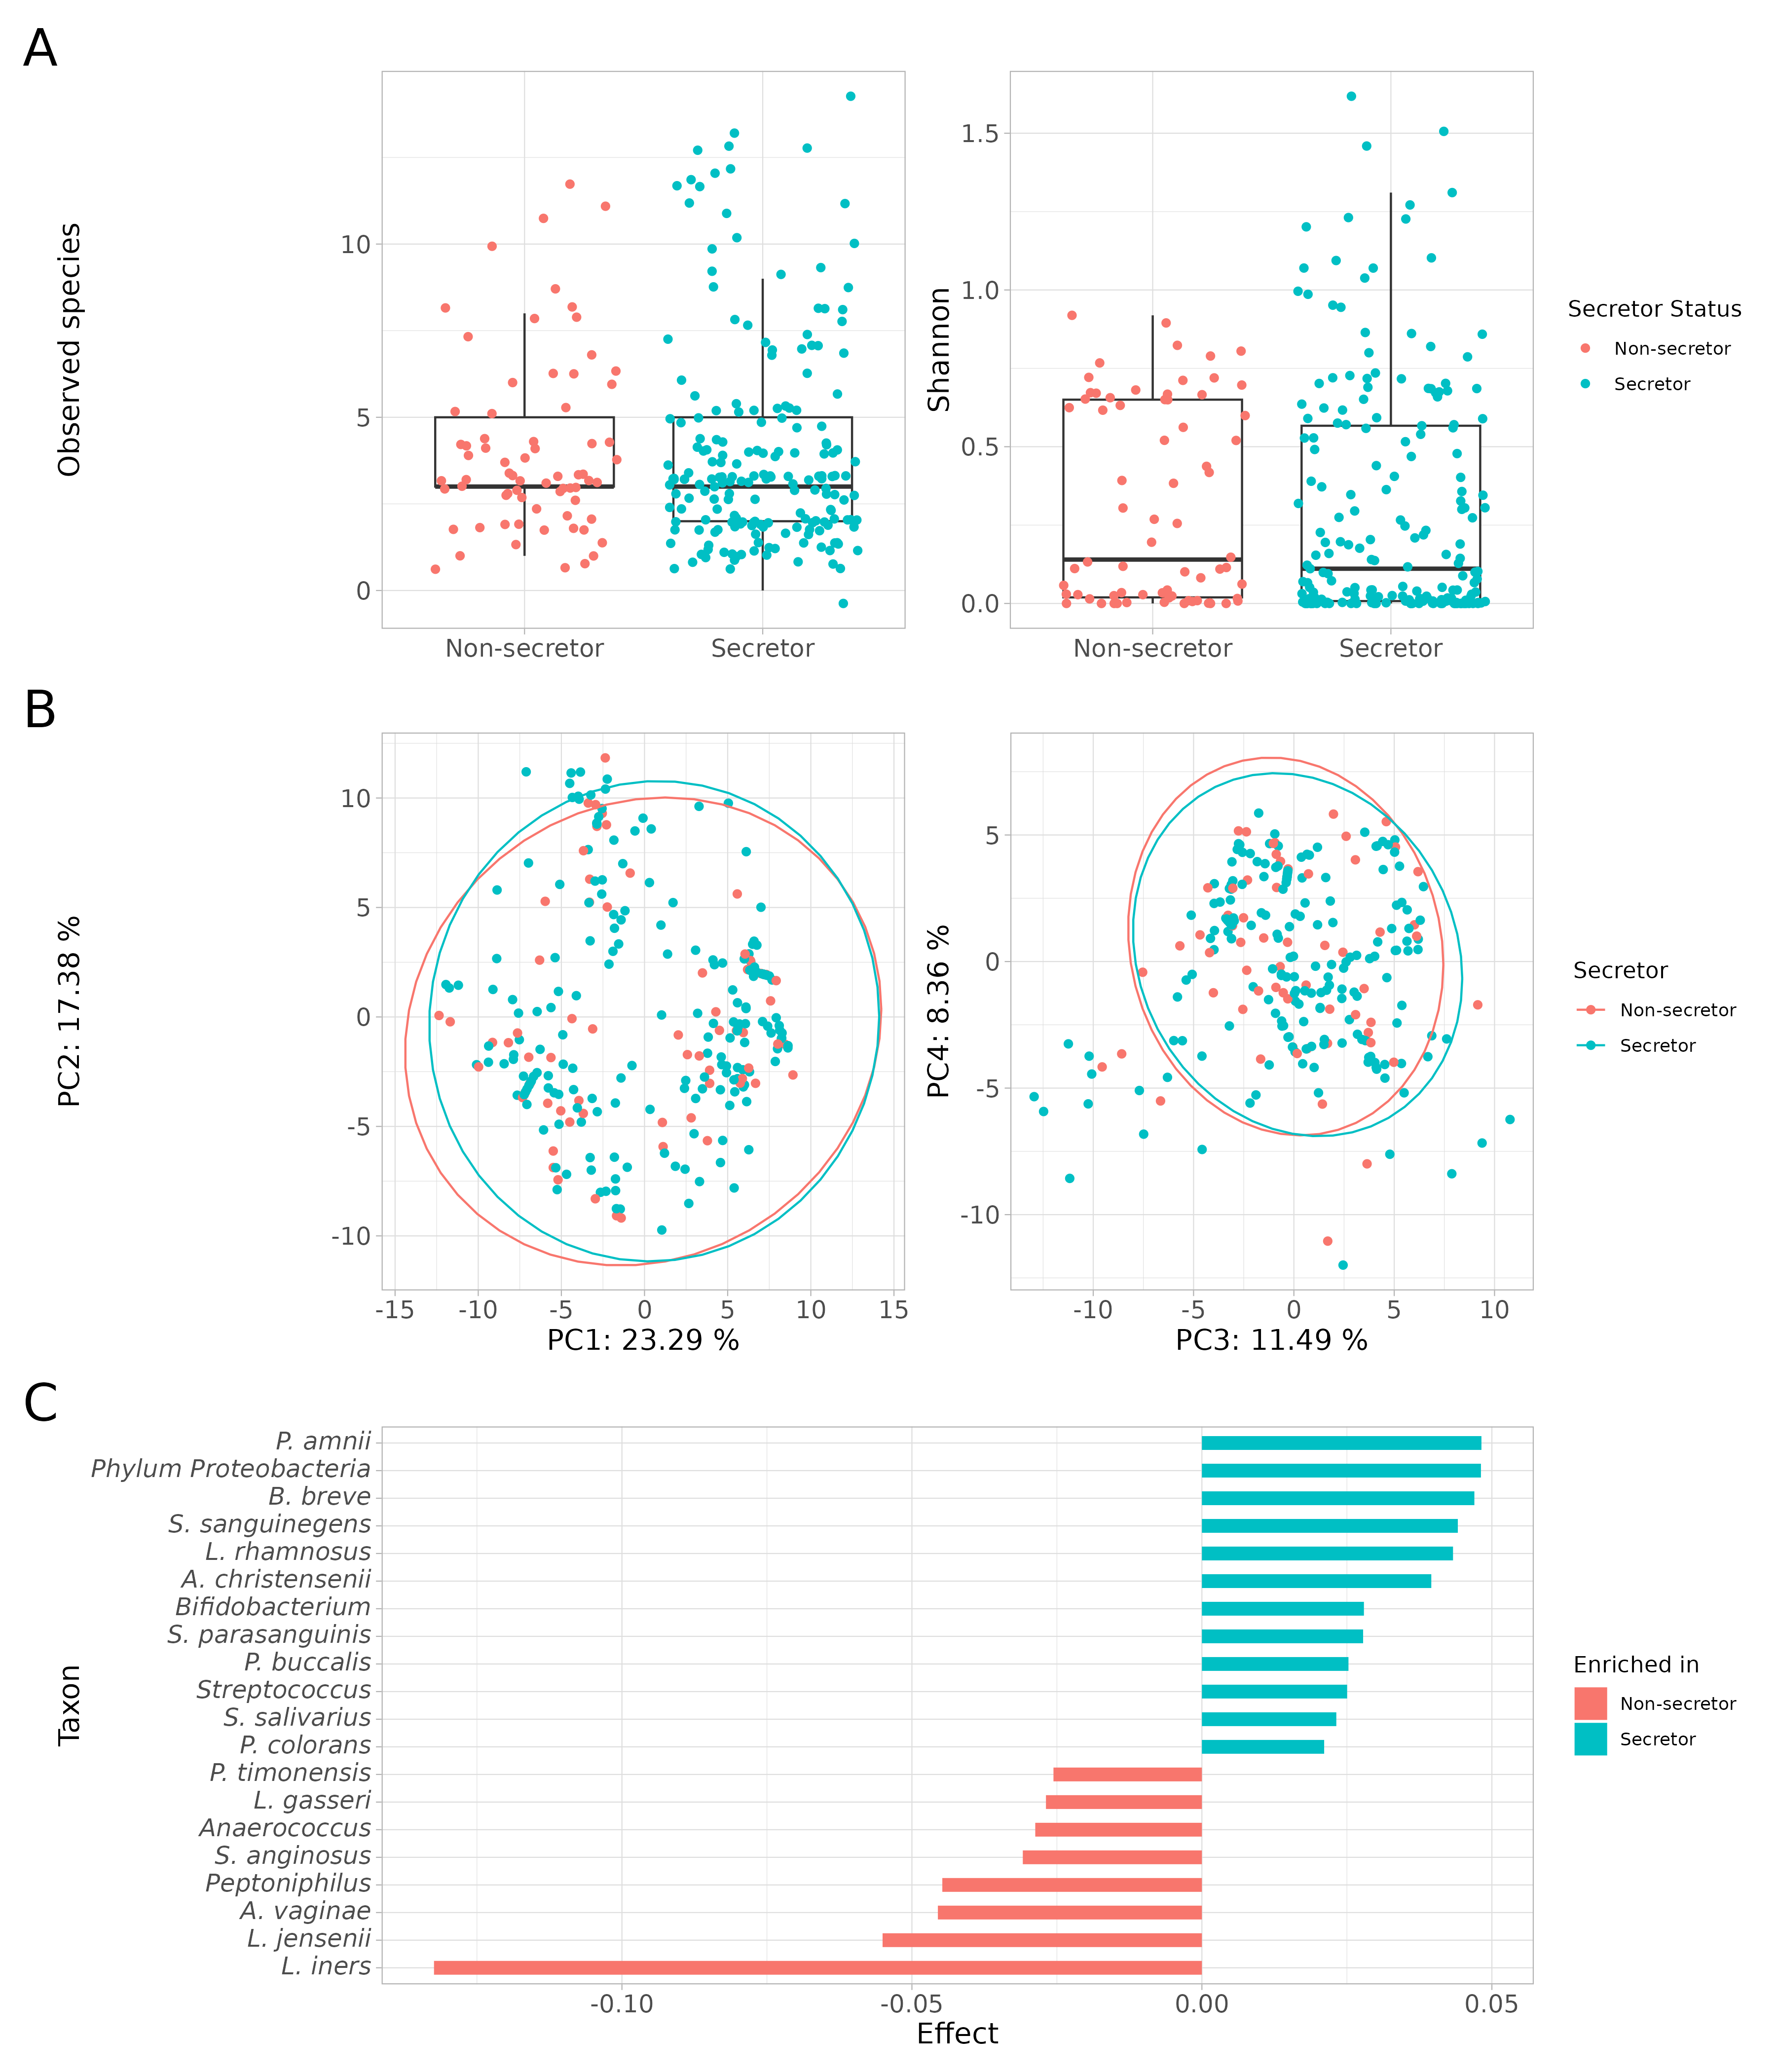 A
Observed species
10
5
0
Non-secretor
Secretor
Shannon
1.5
1.0
0.5
0.0
Non-secretor
Secretor
Secretor Status
Non-secretor
Secretor
B
PC2: 17.38 %
10
5
0
-5
-10
-15
-10
-5
0
5
10
15
PC1: 23.29 %
PC4: 8.36 %
5
0
-5
-10
-10
-5
0
5
10
PC3: 11.49 %
Secretor
Non-secretor
Secretor
C
Taxon
P. amnii
Phylum Proteobacteria
B. breve
S. sanguinegens
L. rhamnosus
A. christensenii
Bifidobacterium
S. parasanguinis
P. buccalis
Streptococcus
S. salivarius
P. colorans
P. timonensis
L. gasseri
Anaerococcus
S. anginosus
Peptoniphilus
A. vaginae
L. jensenii
L. iners
-0.10
-0.05
0.00
0.05
Effect
Enriched in
Non-secretor
Secretor